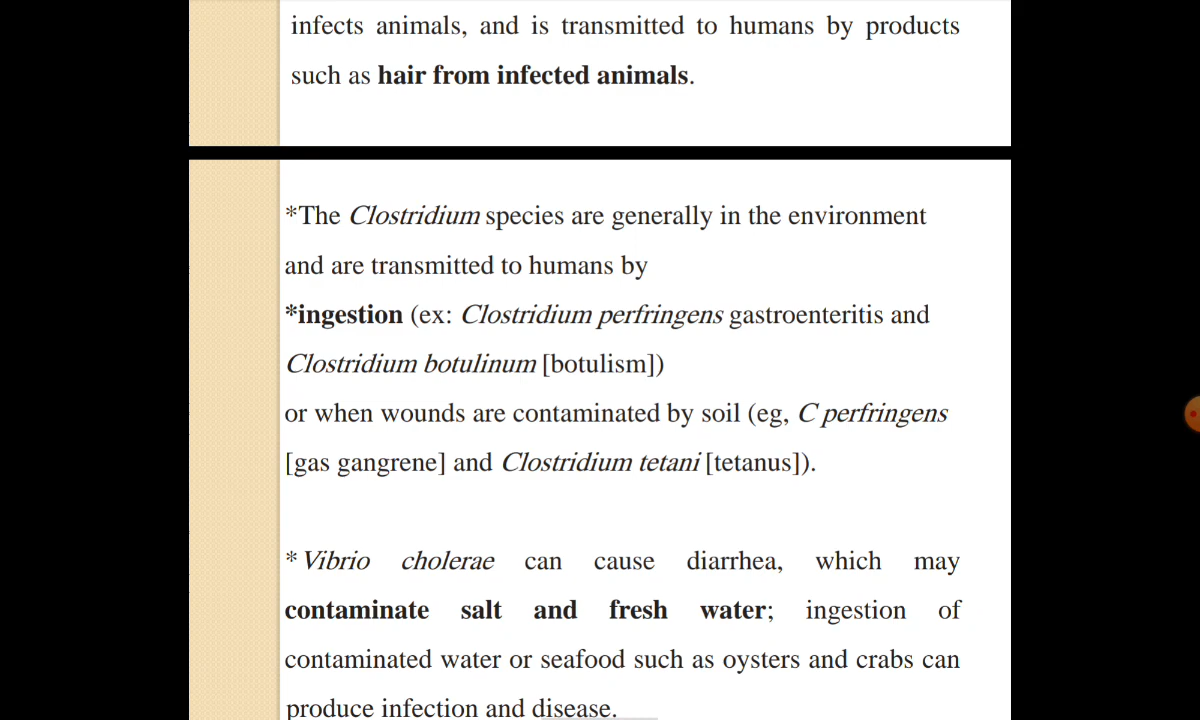 infects animals, and is transmitted to humans by products
such as hair from infected animals.
*The Clostridium species are generally in the environment
and are transmitted to humans by
*ingestion (ex: Clostridium perfringens gastroenteritis and
Clostridium botulinum [botulism])
or when wounds are contaminated by soil (eg, C perfringens
[gas gangrene] and Clostridium tetani [tetanus]).
* Vibrio cholerae can cause diarrhea, which may
contaminate salt and fresh water; ingestion of
contaminated water or seafood such as oysters and crabs can
produce infection and disease.